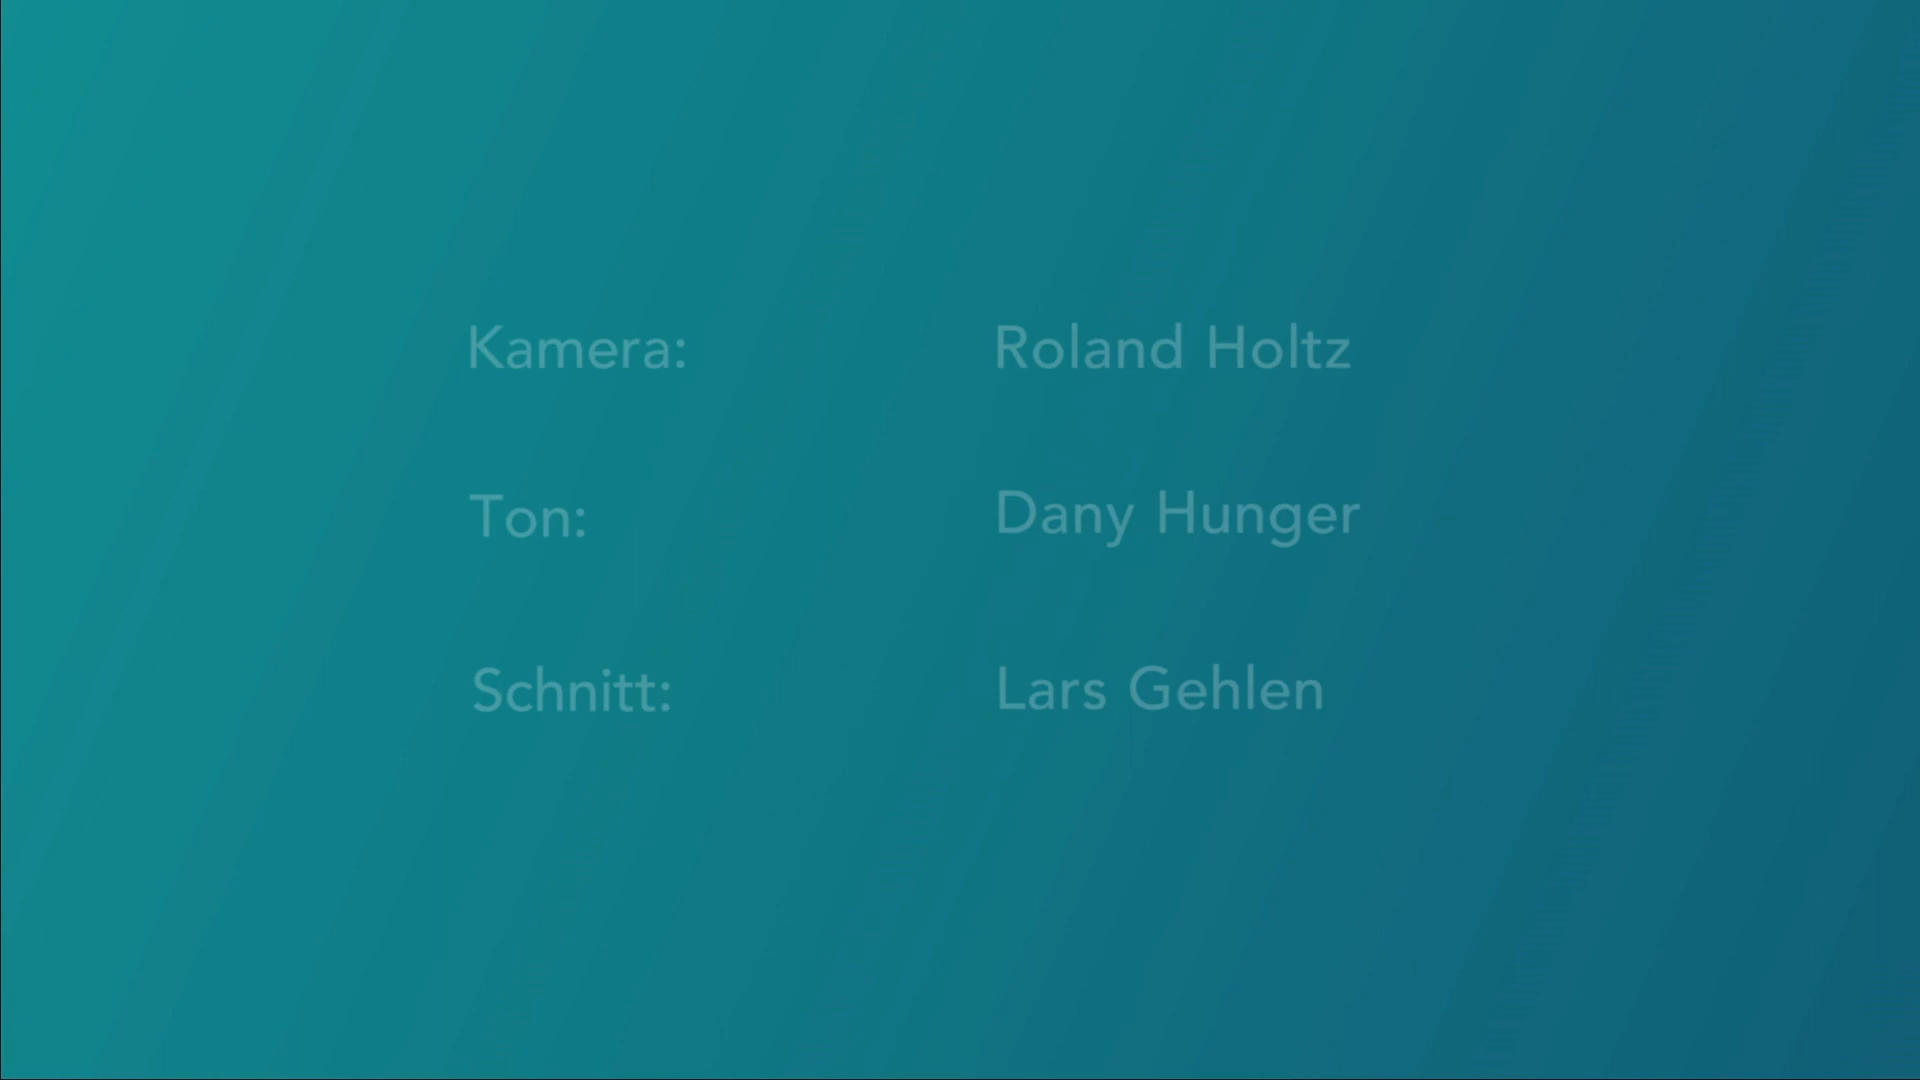 Kamera: Roland Holtz
Ton: Dany Hunger
Schnitt: Lars Gehlen